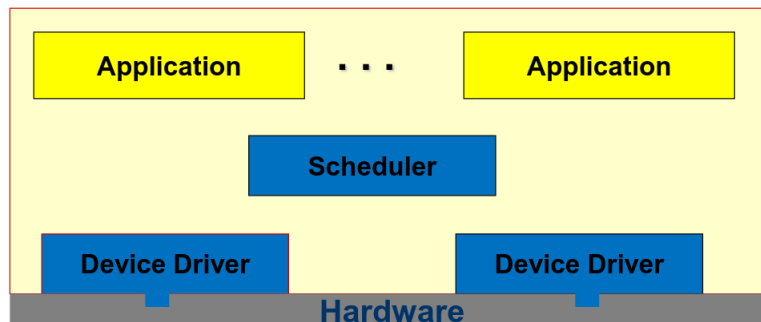 Application . . . Application
Scheduler
Device Driver Device Driver
Hardware